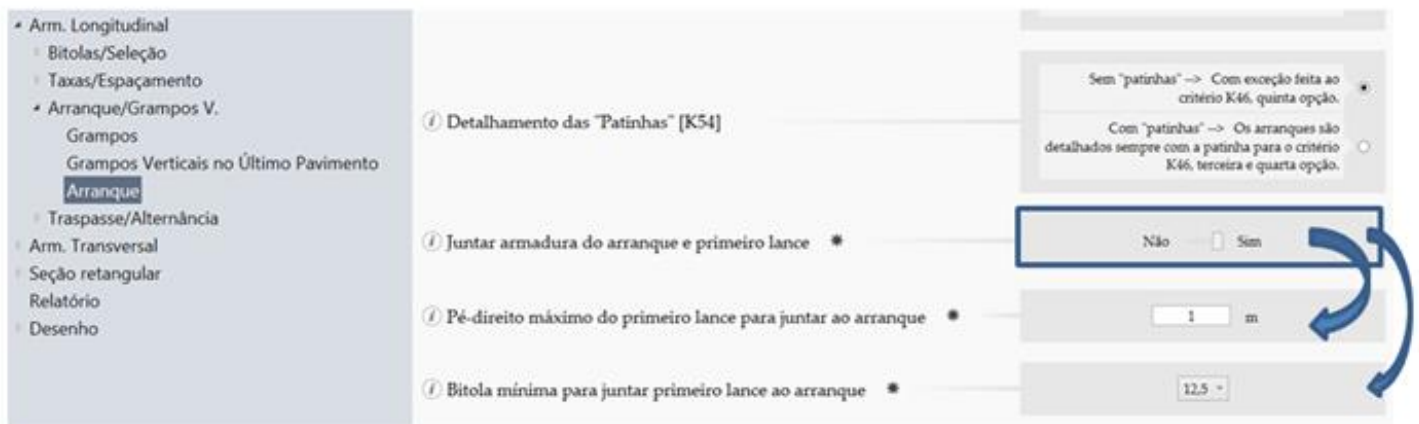 Arm. Longitudinal
Bitolas/Seleção
Taxas/Espaçamento
Arranque/Grampos V.
Grampos
Grampos Verticais no Último Pavimento
Arranque
Traspasse/Alternância
Arm. Transversal
Seção retangular
Relatório
Desenho
Detalhamento das "Patinhas" [K54]
Sem "patinhas" --> Com exceção feita ao
critério K46, quinta opção.
Com "patinhas" --> Os arranques são
detalhados sempre com a patinha para o critério
K46, terceira e quarta opção.
Juntar armadura do arranque e primeiro lance *
Não Sim
Pé-direito máximo do primeiro lance para juntar ao arranque *
1 m
Bitola mínima para juntar primeiro lance ao arranque *
12,5